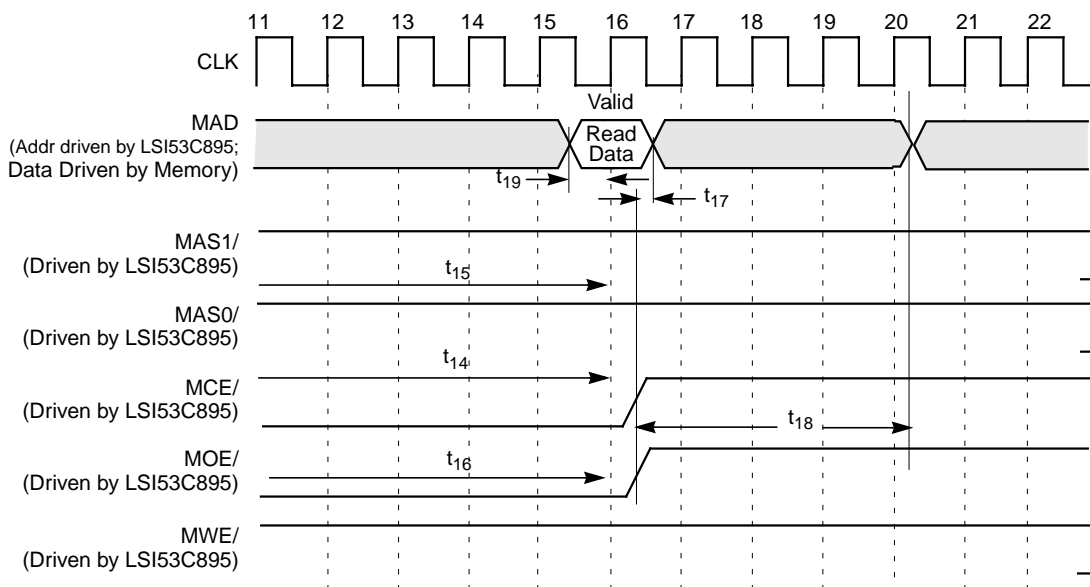 11 12 13 14 15 16 17 18 19 20 21 22
CLK
Valid
MAD
(Addr driven by LSI53C895;
Data Driven by Memory)
Read
Data
t19
t17
MAS1/
(Driven by LSI53C895)
t15
MAS0/
(Driven by LSI53C895)
t14
MCE/
(Driven by LSI53C895)
t18
MOE/
(Driven by LSI53C895)
t16
MWE/
(Driven by LSI53C895)